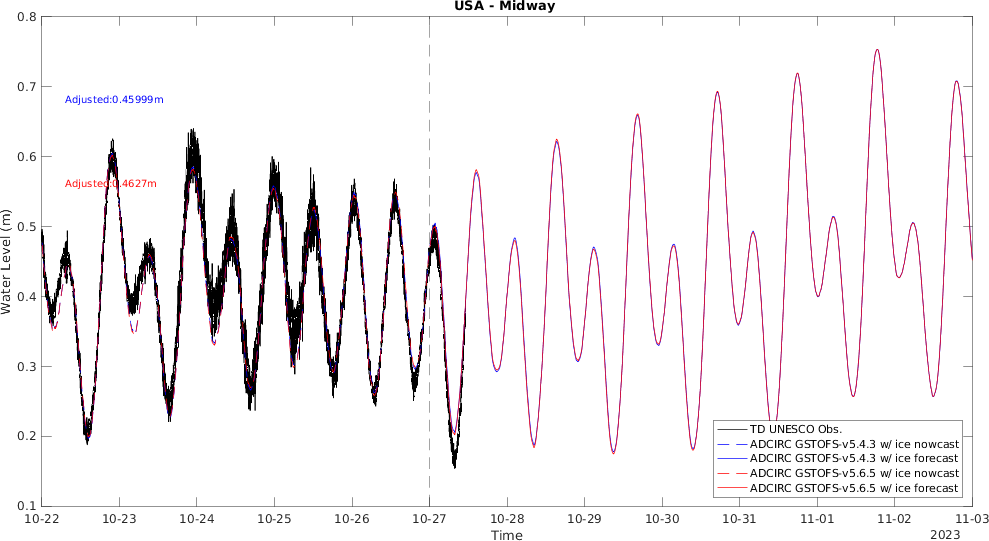 USA - Midway
0.8
0.7
0.6
0.5
0.4
0.3
0.2
0.1
Water Level (m)
Adjusted:0.45999m
Adjusted:0.4627m
TD UNESCO Obs.
ADCIRC GSTOFS-v5.4.3 w/ ice nowcast
ADCIRC GSTOFS-v5.4.3 w/ ice forecast
ADCIRC GSTOFS-v5.6.5 w/ ice nowcast
ADCIRC GSTOFS-v5.6.5 w/ ice forecast
10-22 10-23 10-24 10-25 10-26 10-27 10-28 10-29 10-30 10-31 11-01 11-02 11-03
Time
2023